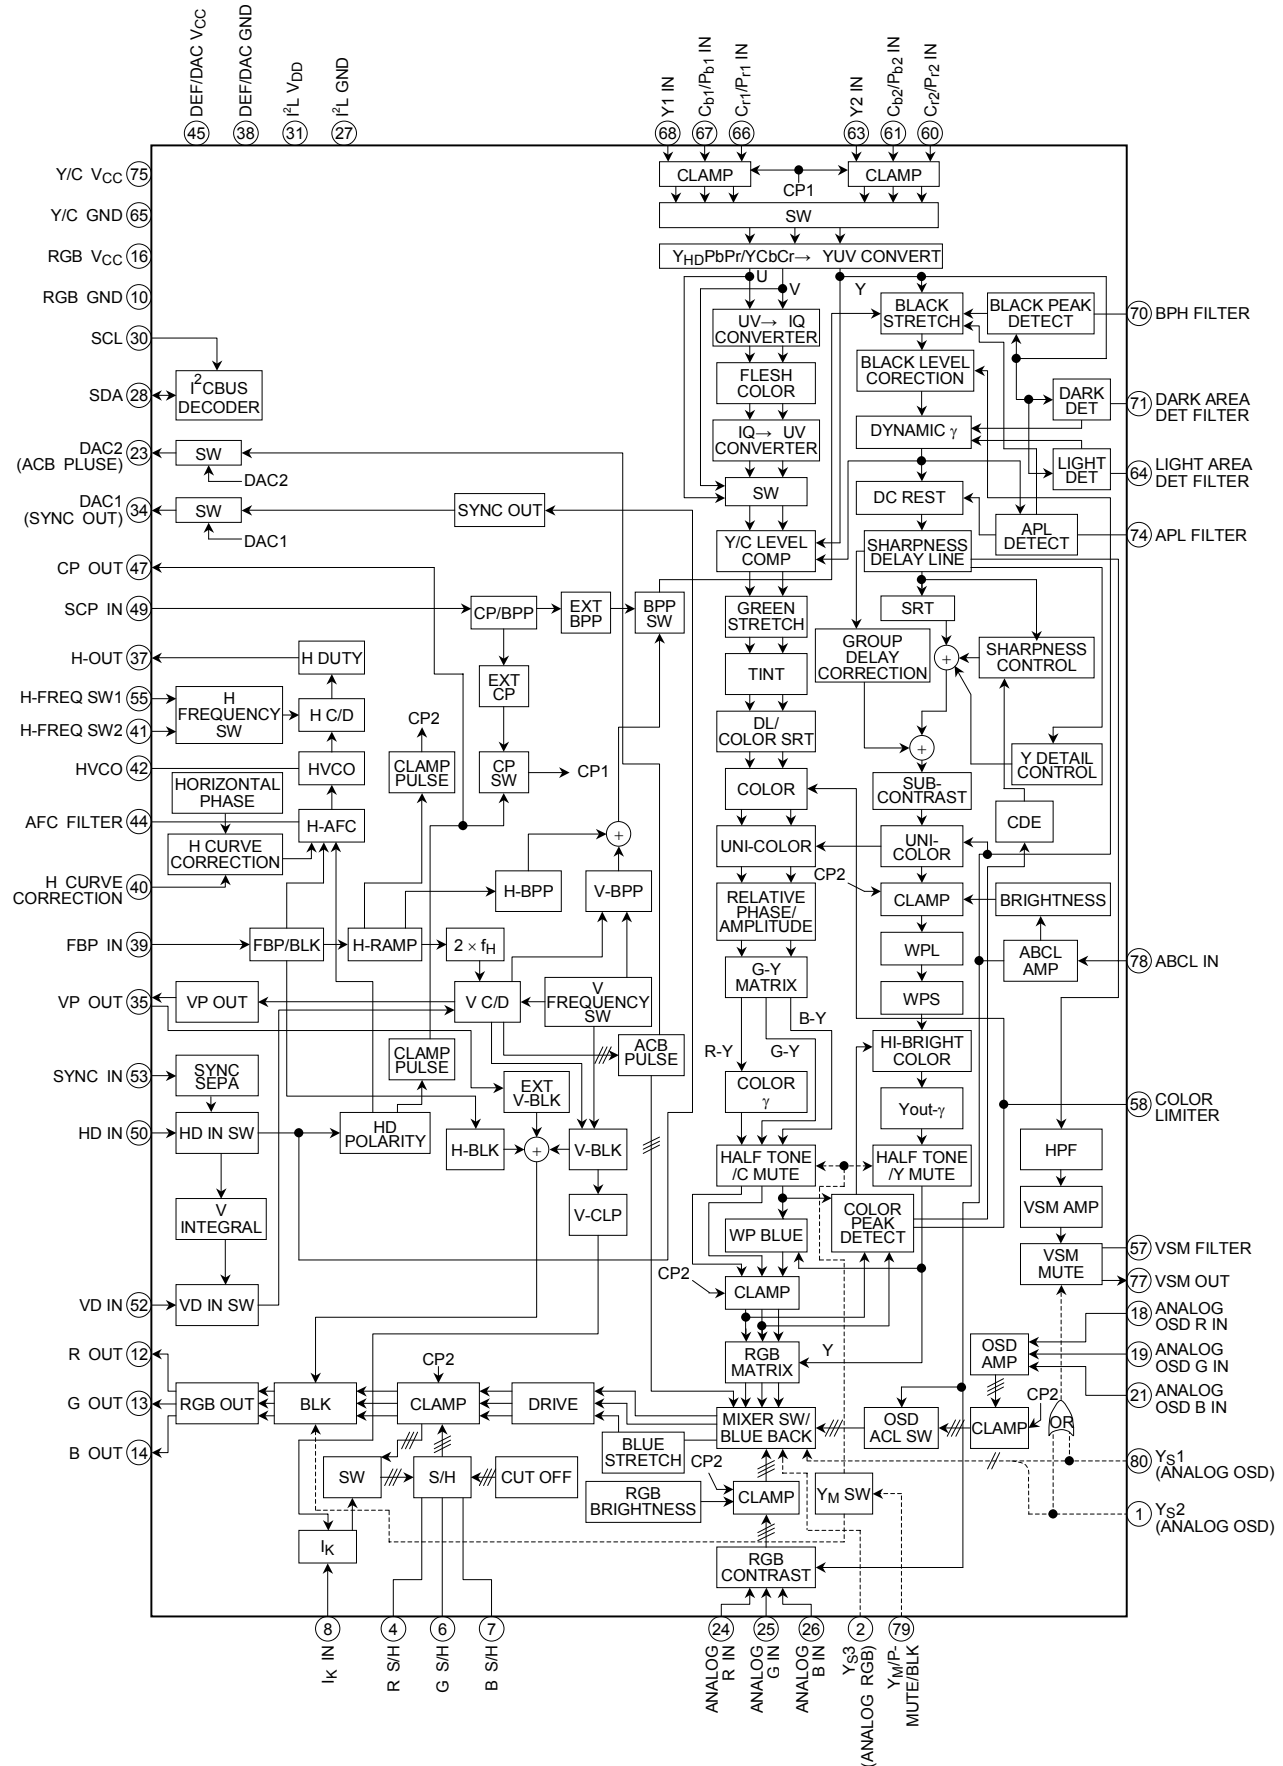 DEF/DAC VCC
DEF/DAC GND
I2L VDD
I2L GND
Y1 IN
Cb1/Pb1 IN
Cr1/Pr1 IN
Y2 IN
Cb2/Pb2 IN
Cr2/Pr2 IN
45
38
31
27
68
67
66
63
61
60
Y/C VCC 75
CLAMP
CLAMP
CP1
Y/C GND 65
SW
RGB VCC 16
YHDPbPr/YCbCr→ YUV CONVERT
U
V
Y
RGB GND 10
BLACK
STRETCH
BLACK PEAK
DETECT
70 BPH FILTER
SCL 30
UV→ IQ
CONVERTER
BLACK LEVEL
CORECTION
I2CBUS
DECODER
SDA 28
FLESH
COLOR
DARK
DET
71 DARK AREA
DET FILTER
DYNAMIC γ
DAC2
(ACB PLUSE)
23
SW
DAC2
IQ→ UV
CONVERTER
LIGHT
DET
64 LIGHT AREA
DET FILTER
DAC1
(SYNC OUT)
34
SW
DAC1
SYNC OUT
SW
DC REST
APL
DETECT
74 APL FILTER
CP OUT 47
Y/C LEVEL
COMP
SHARPNESS
DELAY LINE
SCP IN 49
CP/BPP
EXT
BPP
BPP
SW
GREEN
STRETCH
SRT
H-OUT 37
H DUTY
EXT
CP
TINT
GROUP
DELAY
CORRECTION
+
SHARPNESS
CONTROL
H-FREQ SW1 55
H-FREQ SW2 41
H
FREQUENCY
SW
H C/D
CP2
DL/
COLOR SRT
+
Y DETAIL
CONTROL
HVCO 42
HVCO
CLAMP
PULSE
CP
SW
CP1
COLOR
SUB-
CONTRAST
HORIZONTAL
PHASE
AFC FILTER 44
H-AFC
+
CDE
H CURVE
CORRECTION
UNI-COLOR
UNI-
COLOR
H CURVE
CORRECTION
40
H-BPP
V-BPP
RELATIVE
PHASE/
AMPLITUDE
CP2
CLAMP
BRIGHTNESS
FBP IN 39
FBP/BLK
H-RAMP
2 × fH
WPL
ABCL
AMP
78 ABCL IN
G-Y
MATRIX
VP OUT 35
VP OUT
V C/D
V
FREQUENCY
SW
WPS
B-Y
R-Y
G-Y
HI-BRIGHT
COLOR
ACB
PULSE
CLAMP
PULSE
SYNC IN 53
SYNC
SEPA
EXT
V-BLK
COLOR
γ
Yout-γ
58 COLOR
LIMITER
HD IN 50
HD IN SW
HD
POLARITY
H-BLK
+
V-BLK
HALF TONE
/C MUTE
HALF TONE
/Y MUTE
HPF
V
INTEGRAL
V-CLP
WP BLUE
COLOR
PEAK
DETECT
VSM AMP
VSM
MUTE
57 VSM FILTER
77 VSM OUT
CP2
CLAMP
VD IN 52
VD IN SW
18 ANALOG
OSD R IN
R OUT 12
CP2
RGB
MATRIX
Y
OSD
AMP
19 ANALOG
OSD G IN
G OUT 13
RGB OUT
BLK
CLAMP
DRIVE
MIXER SW/
BLUE BACK
OSD
ACL SW
CLAMP
CP2
OR
21 ANALOG
OSD B IN
B OUT 14
BLUE
STRETCH
80 YS1
(ANALOG OSD)
SW
S/H
CUT OFF
CP2
RGB
BRIGHTNESS
CLAMP
YM SW
1 YS2
(ANALOG OSD)
IK
RGB
CONTRAST
8
4
6
7
24
25
26
2
79
IK IN
R S/H
G S/H
B S/H
ANALOG
R IN
ANALOG
G IN
ANALOG
B IN
YS3
(ANALOG RGB)
YM/P-
MUTE/BLK